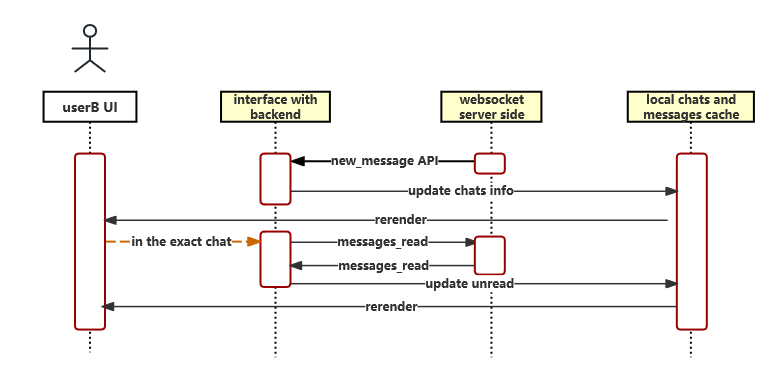 userB UI
interface with
backend
websocket
server side
local chats and
messages cache
new_message API
update chats info
rerender
in the exact chat
messages_read
messages_read
update unread
rerender